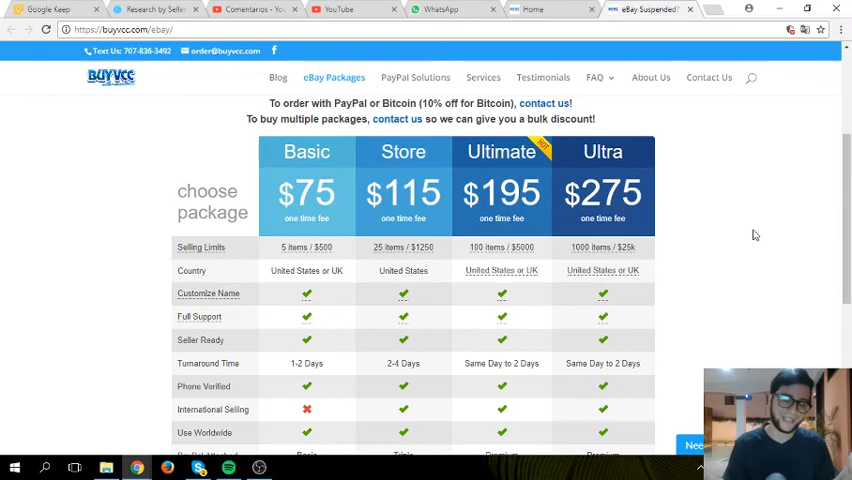 Google Keep
Research by Selle
Comentarios - Yo
YouTube
WhatsApp
Home
eBay Suspended?
https://buyvcc.com/ebay/
Text Us: 707-836-3492
order@buyvcc.com
BUYVCC
Blog
eBay Packages
PayPal Solutions
Services
Testimonials
FAQ
About Us
Contact Us
To order with PayPal or Bitcoin (10% off for Bitcoin), contact us!
To buy multiple packages, contact us so we can give you a bulk discount!
choose
package
Basic
$75
one time fee
Store
$115
one time fee
HOT
Ultimate
$195
one time fee
Ultra
$275
one time fee
Selling Limits 5 items / $500 25 items / $1250 100 items / $5000 1000 items / $25k
Country United States or UK United States United States or UK United States or UK
Customize Name
Full Support
Seller Ready
Turnaround Time 1-2 Days 2-4 Days Same Day to 2 Days Same Day to 2 Days
Phone Verified
International Selling
Use Worldwide
Nee